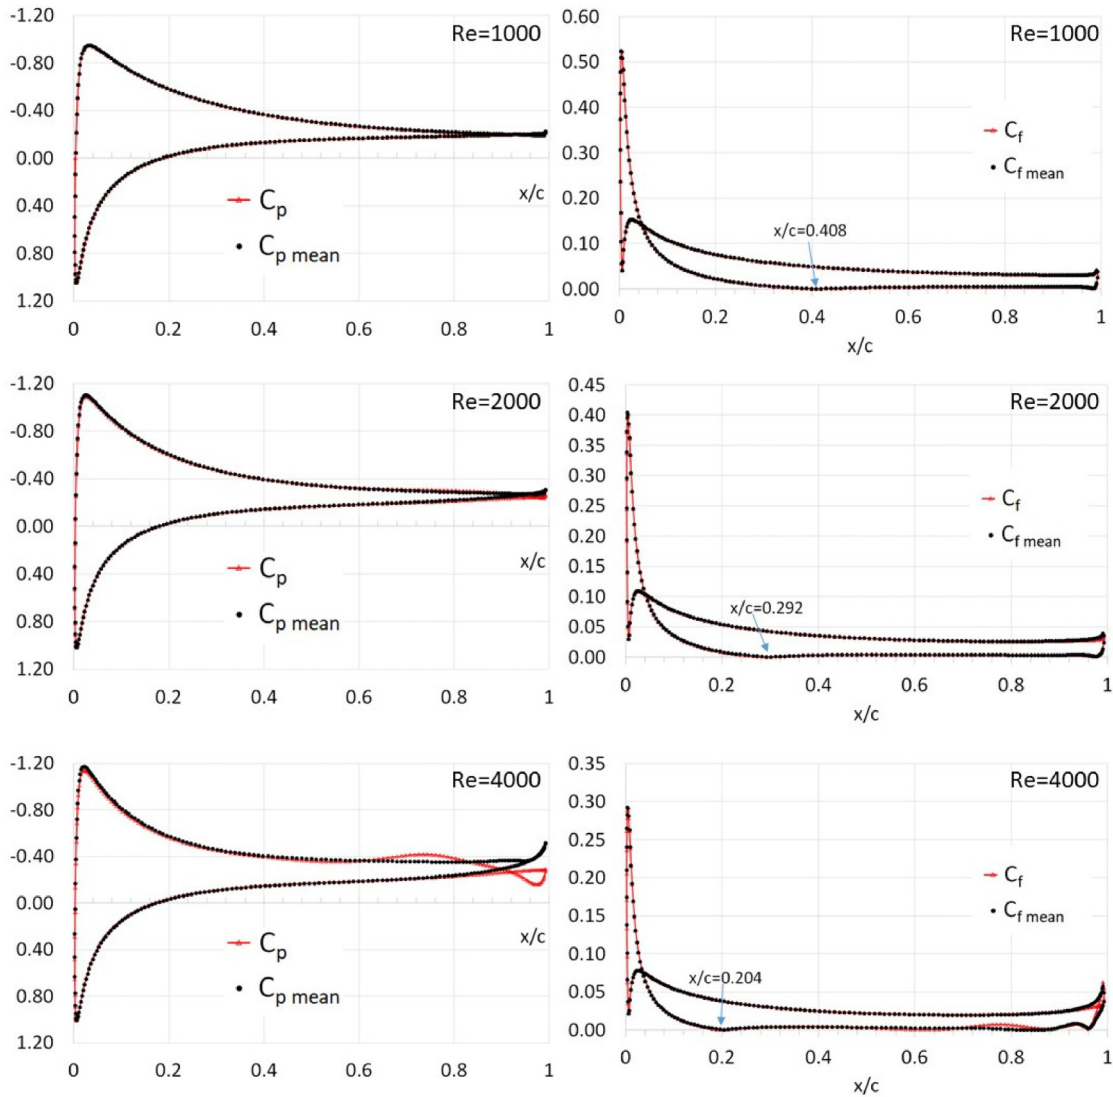 -1.20
Re=1000
-0.80
-0.40
0.00
x/c
0.40
Cp
0.80
Cp mean
1.20
0 0.2 0.4 0.6 0.8 1
0.60
Re=1000
0.50
0.40
Cf
0.30
Cf mean
0.20
x/c=0.408
0.10
0.00
0 0.2 0.4 0.6 0.8 1
x/c
-1.20
Re=2000
-0.80
-0.40
0.00
x/c
0.40
Cp
0.80
Cp mean
1.20
0 0.2 0.4 0.6 0.8 1
0.45
Re=2000
0.40
0.35
0.30
Cf
0.25
0.20
Cf mean
0.15
0.10
x/c=0.292
0.05
0.00
0 0.2 0.4 0.6 0.8 1
x/c
-1.20
Re=4000
-0.80
-0.40
0.00
x/c
0.40
Cp
0.80
Cp mean
1.20
0 0.2 0.4 0.6 0.8 1
0.35
Re=4000
0.30
0.25
Cf
0.20
Cf mean
0.15
0.10
x/c=0.204
0.05
0.00
0 0.2 0.4 0.6 0.8 1
x/c